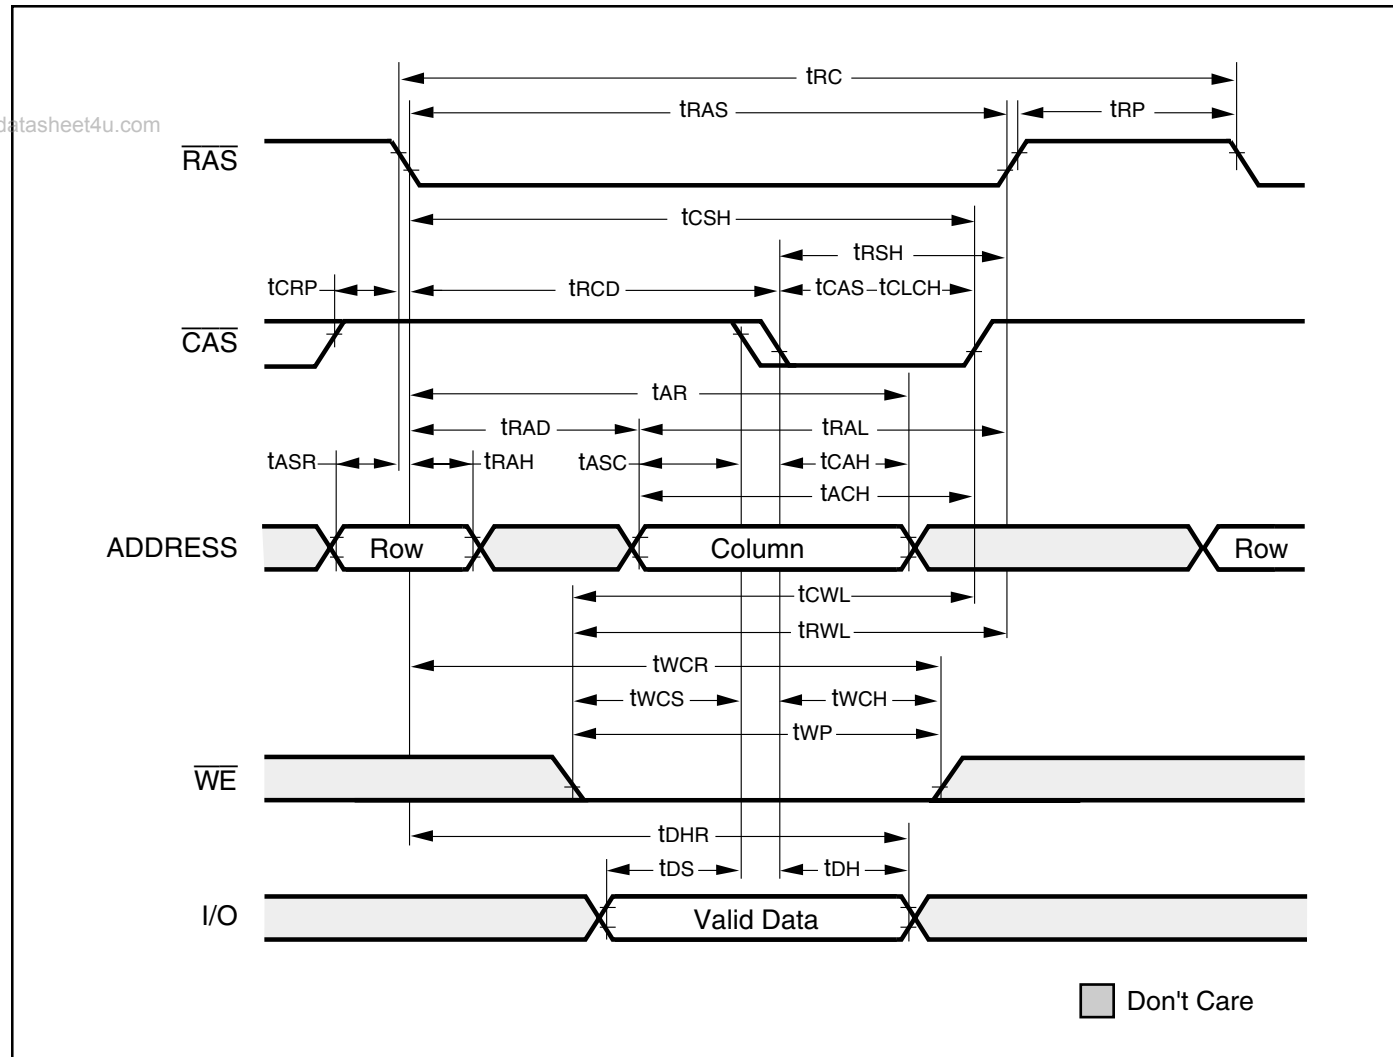 tRC
tRAS
tRP
datasheet4u.com
RAS
tCSH
tRSH
tCRP
tRCD
tCAS
tCLCH
CAS
tAR
tRAD
tRAL
tASR
tRAH
tASC
tCAH
tACH
ADDRESS
Row
Column
Row
tCWL
tRWL
tWCR
tWCS
tWCH
tWP
WE
tDHR
tDS
tDH
I/O
Valid Data
Don't Care